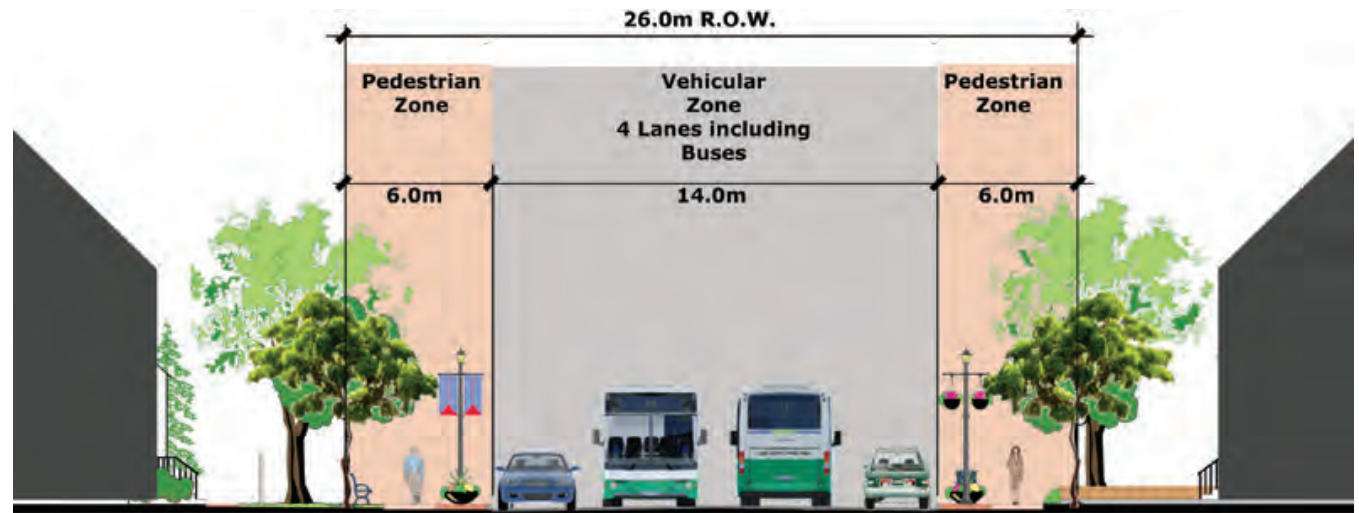 26.0m R.O.W.
Pedestrian
Zone
Vehicular
Zone
4 Lanes including
Buses
Pedestrian
Zone
6.0m
14.0m
6.0m